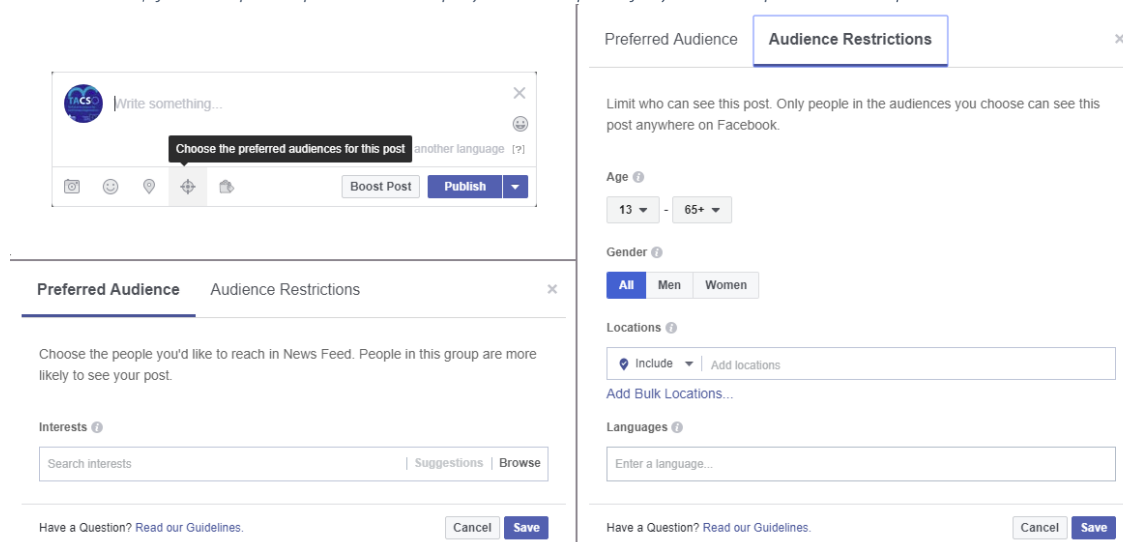 TACSO
Write something...
Choose the preferred audiences for this post another language [?]
Boost Post Publish
Preferred Audience Audience Restrictions
Choose the people you'd like to reach in News Feed. People in this group are more
likely to see your post.
Interests
Search interests | Suggestions | Browse
Have a Question? Read our Guidelines. Cancel Save
Preferred Audience Audience Restrictions
Limit who can see this post. Only people in the audiences you choose can see this
post anywhere on Facebook.
Age
13 - 65+
Gender
All Men Women
Locations
Include | Add locations
Add Bulk Locations...
Languages
Enter a language...
Have a Question? Read our Guidelines. Cancel Save